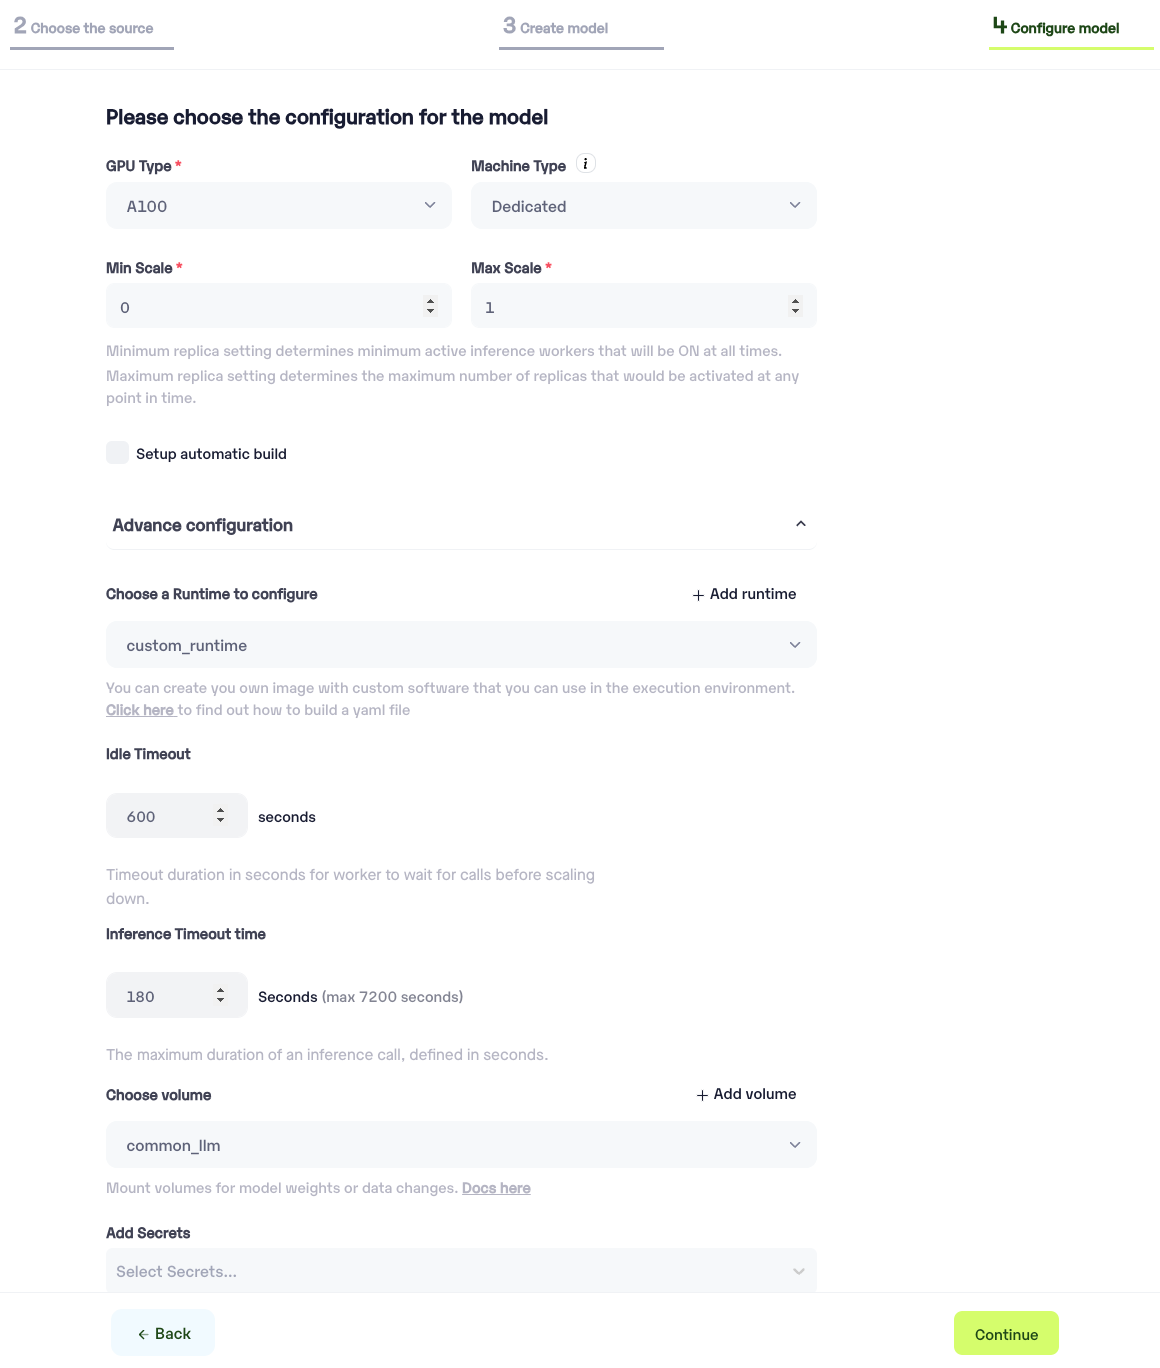 2 Choose the source
3 Create model
4 Configure model
Please choose the configuration for the model
GPU Type *
Machine Type i
A100
Dedicated
Min Scale *
Max Scale *
0
1
Minimum replica setting determines minimum active inference workers that will be ON at all times.
Maximum replica setting determines the maximum number of replicas that would be activated at any
point in time.
Setup automatic build
Advance configuration
Choose a Runtime to configure
+ Add runtime
custom_runtime
You can create you own image with custom software that you can use in the execution environment.
Click here to find out how to build a yaml file
Idle Timeout
600 seconds
Timeout duration in seconds for worker to wait for calls before scaling
down.
Inference Timeout time
180 Seconds (max 7200 seconds)
The maximum duration of an inference call, defined in seconds.
Choose volume
+ Add volume
common_llm
Mount volumes for model weights or data changes. Docs here
Add Secrets
Select Secrets...
← Back
Continue